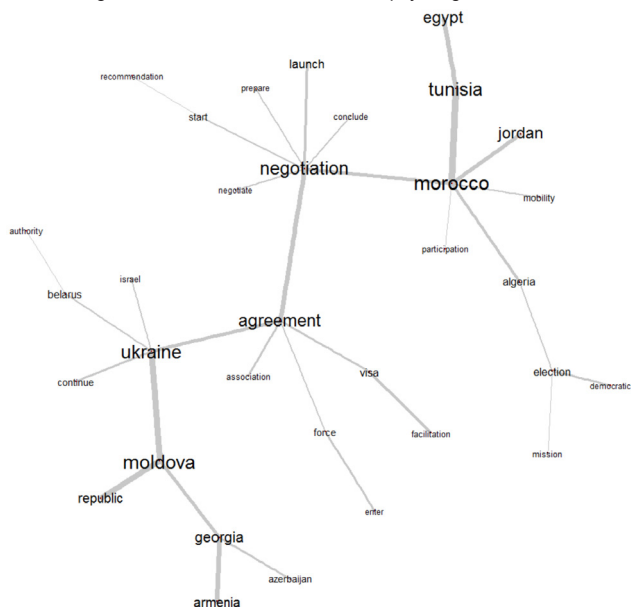 egypt
launch
recommendation
prepare
tunisia
start
conclude
jordan
negotiation
morocco
negotiate
mobility
authority
participation
israel
algeria
belarus
agreement
ukraine
continue
association
visa
election
democratic
force
facilitation
mission
moldova
republic
enter
georgia
azerbaijan
armenia